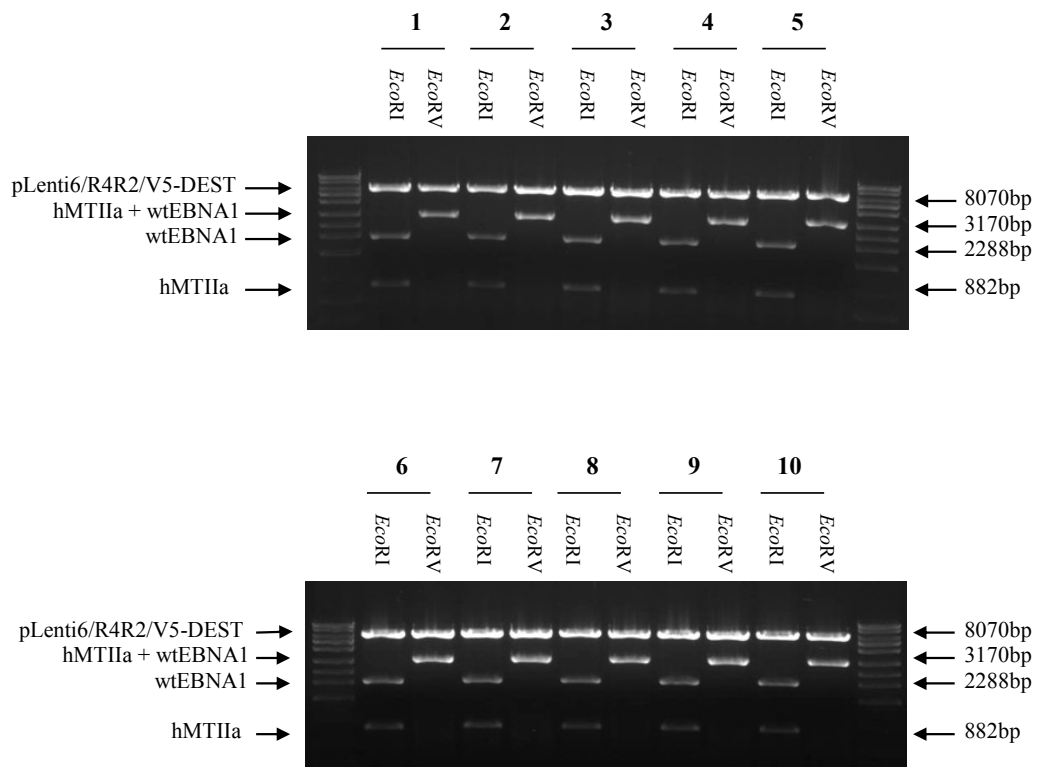 1 2 3 4 5
EcoRI EcoRV EcoRI EcoRV EcoRI EcoRV EcoRI EcoRV EcoRI EcoRV
pLenti6/R4R2/V5-DEST 8070bp
hMTIIa + wtEBNA1 3170bp
wtEBNA1 2288bp
hMTIIa 882bp
6 7 8 9 10
EcoRI EcoRV EcoRI EcoRV EcoRI EcoRV EcoRI EcoRV EcoRI EcoRV
pLenti6/R4R2/V5-DEST 8070bp
hMTIIa + wtEBNA1 3170bp
wtEBNA1 2288bp
hMTIIa 882bp